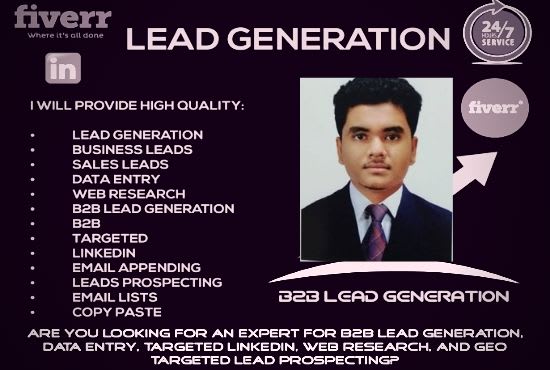 fiverr
Where it's all done
LEAD GENERATION
24/7
HOURS
SERVICE
in
fiverr
I WILL PROVIDE HIGH QUALITY:
• LEAD GENERATION
• BUSINESS LEADS
• SALES LEADS
• DATA ENTRY
• WEB RESEARCH
• B2B LEAD GENERATION
• B2B
• TARGETED
• LINKEDIN
• EMAIL APPENDING
• LEADS PROSPECTING
• EMAIL LISTS
• COPY PASTE
B2B LEAD GENERATION
ARE YOU LOOKING FOR AN EXPERT FOR B2B LEAD GENERATION,
DATA ENTRY, TARGETED LINKEDIN, WEB RESEARCH, AND GEO
TARGETED LEAD PROSPECTING?